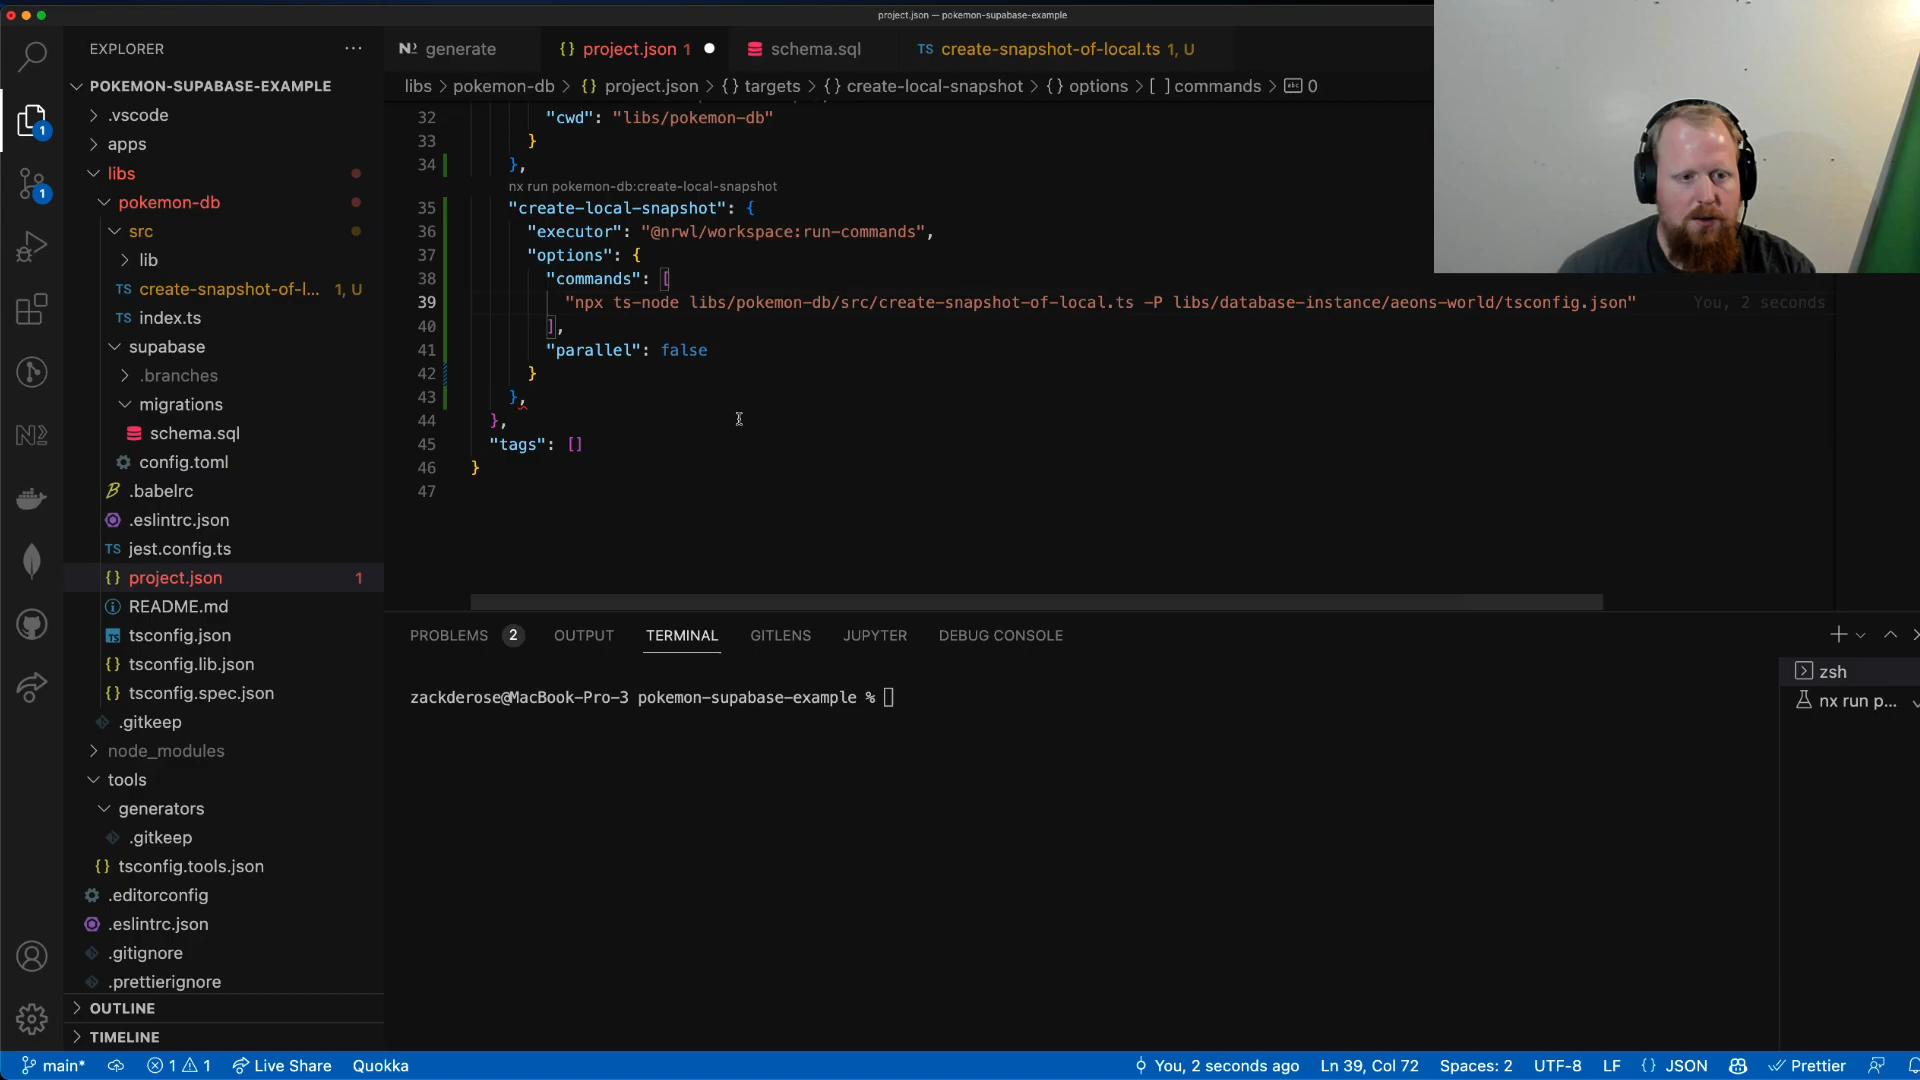 project.json — pokemon-supabase-example
EXPLORER
generate
project.json 1
schema.sql
TS create-snapshot-of-local.ts 1, U
POKEMON-SUPABASE-EXAMPLE
libs > pokemon-db > {} project.json > {} targets > {} create-local-snapshot > {} options > [ ] commands > abc 0
.vscode
apps
libs
pokemon-db
src
lib
TS create-snapshot-of-l... 1, U
TS index.ts
supabase
.branches
migrations
schema.sql
config.toml
.babelrc
.eslintrc.json
TS jest.config.ts
{} project.json 1
README.md
TS tsconfig.json
{} tsconfig.lib.json
{} tsconfig.spec.json
.gitkeep
node_modules
tools
generators
.gitkeep
{} tsconfig.tools.json
.editorconfig
.eslintrc.json
.gitignore
.prettierignore
OUTLINE
TIMELINE
32 "cwd": "libs/pokemon-db"
33 }
34 },
nx run pokemon-db:create-local-snapshot
35 "create-local-snapshot": {
36 "executor": "@nrwl/workspace:run-commands",
37 "options": {
38 "commands": [
39 "npx ts-node libs/pokemon-db/src/create-snapshot-of-local.ts -P libs/database-instance/aeons-world/tsconfig.json" You, 2 seconds
40 ],
41 "parallel": false
42 }
43 },
44 },
45 "tags": []
46 }
47
PROBLEMS 2 OUTPUT TERMINAL GITLENS JUPYTER DEBUG CONSOLE
zackderose@MacBook-Pro-3 pokemon-supabase-example %
zsh
nx run p...
main* 1 1 Live Share Quokka
You, 2 seconds ago Ln 39, Col 72 Spaces: 2 UTF-8 LF {} JSON Prettier